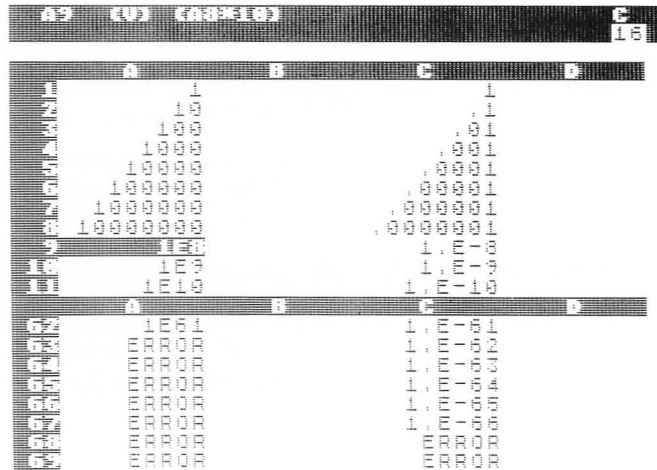 A9 (V) (A8*10) C
16
A B C D
1 1 1
2 10 .1
3 100 .01
4 1000 .001
5 10000 .0001
6 100000 .00001
7 1000000 .000001
8 10000000 .0000001
9 1E8 1.E-8
10 1E9 1.E-9
11 1E10 1.E-10
A B C D
62 1E61 1.E-61
63 ERROR 1.E-62
64 ERROR 1.E-63
65 ERROR 1.E-64
66 ERROR 1.E-65
67 ERROR 1.E-66
68 ERROR ERROR
69 ERROR ERROR